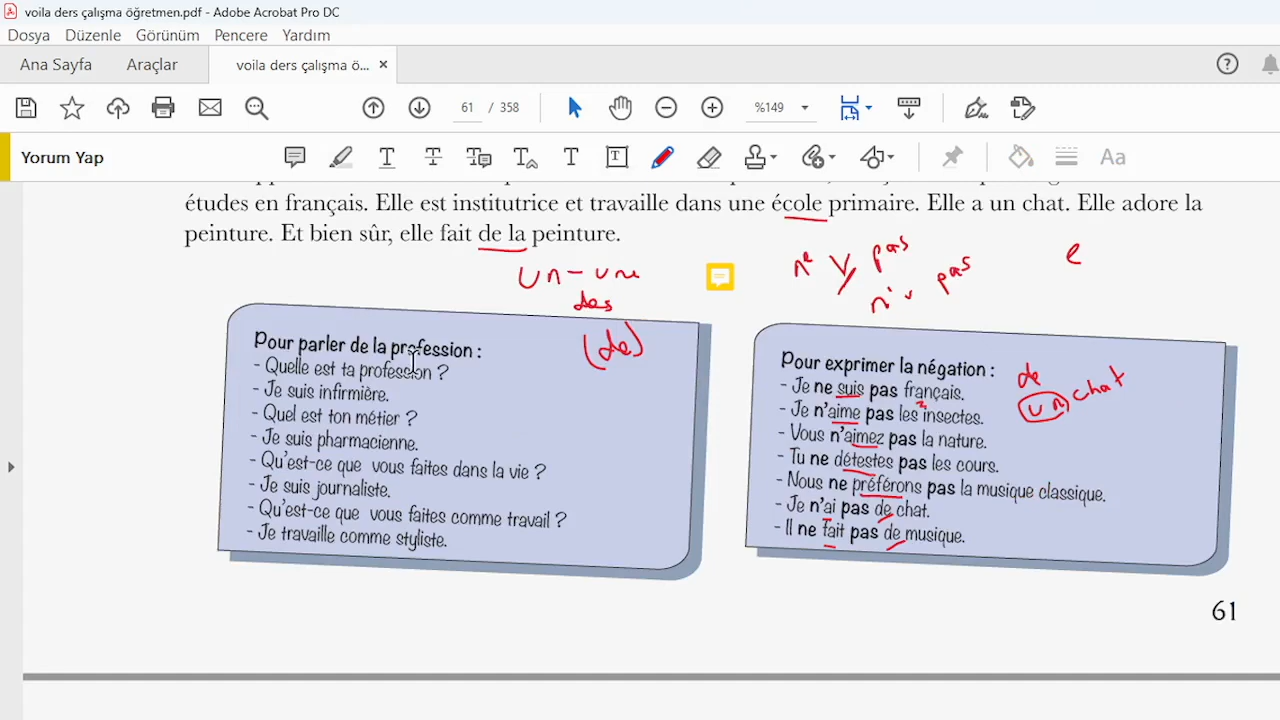 voila ders çalışma öğretmen.pdf - Adobe Acrobat Pro DC
Dosya Düzenle Görünüm Pencere Yardım
Ana Sayfa Araçlar voila ders çalışma ö... ×
61 / 358 %149
Yorum Yap
études en français. Elle est institutrice et travaille dans une école primaire. Elle a un chat. Elle adore la
peinture. Et bien sûr, elle fait de la peinture.
un - une
des
(de)
ne V pas
n' v pas
e
Pour parler de la profession :
- Quelle est ta profession ?
- Je suis infirmière.
- Quel est ton métier ?
- Je suis pharmacienne.
- Qu'est-ce que vous faites dans la vie ?
- Je suis journaliste.
- Qu'est-ce que vous faites comme travail ?
- Je travaille comme styliste.
Pour exprimer la négation :
- Je ne suis pas français.
- Je n'aime pas les insectes.
- Vous n'aimez pas la nature.
- Tu ne détestes pas les cours.
- Nous ne préférons pas la musique classique.
- Je n'ai pas de chat.
- Il ne fait pas de musique.
de
un chat
61